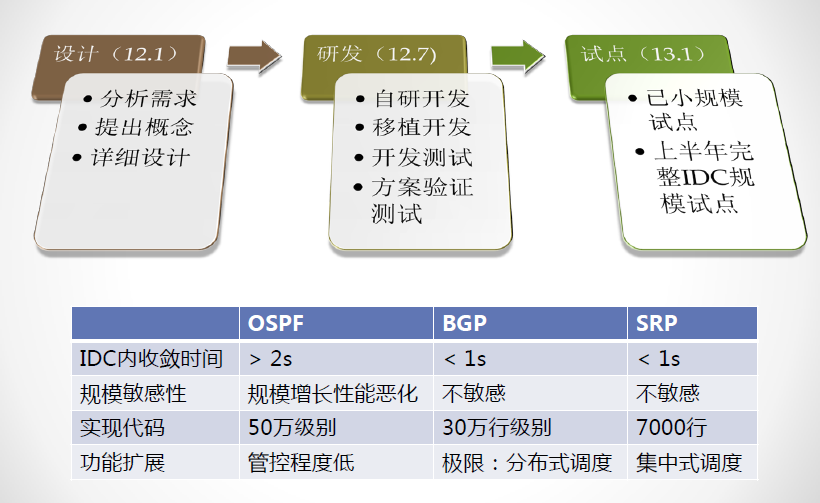 设计（12.1）
• 分析需求
• 提出概念
• 详细设计
研发（12.7)
• 自研开发
• 移植开发
• 开发测试
• 方案验证
测试
试点（13.1）
• 已小规模
试点
• 上半年完
整IDC规
模试点
OSPF BGP SRP
IDC内收敛时间 > 2s < 1s < 1s
规模敏感性 规模增长性能恶化 不敏感 不敏感
实现代码 50万级别 30万行级别 7000行
功能扩展 管控程度低 极限：分布式调度 集中式调度